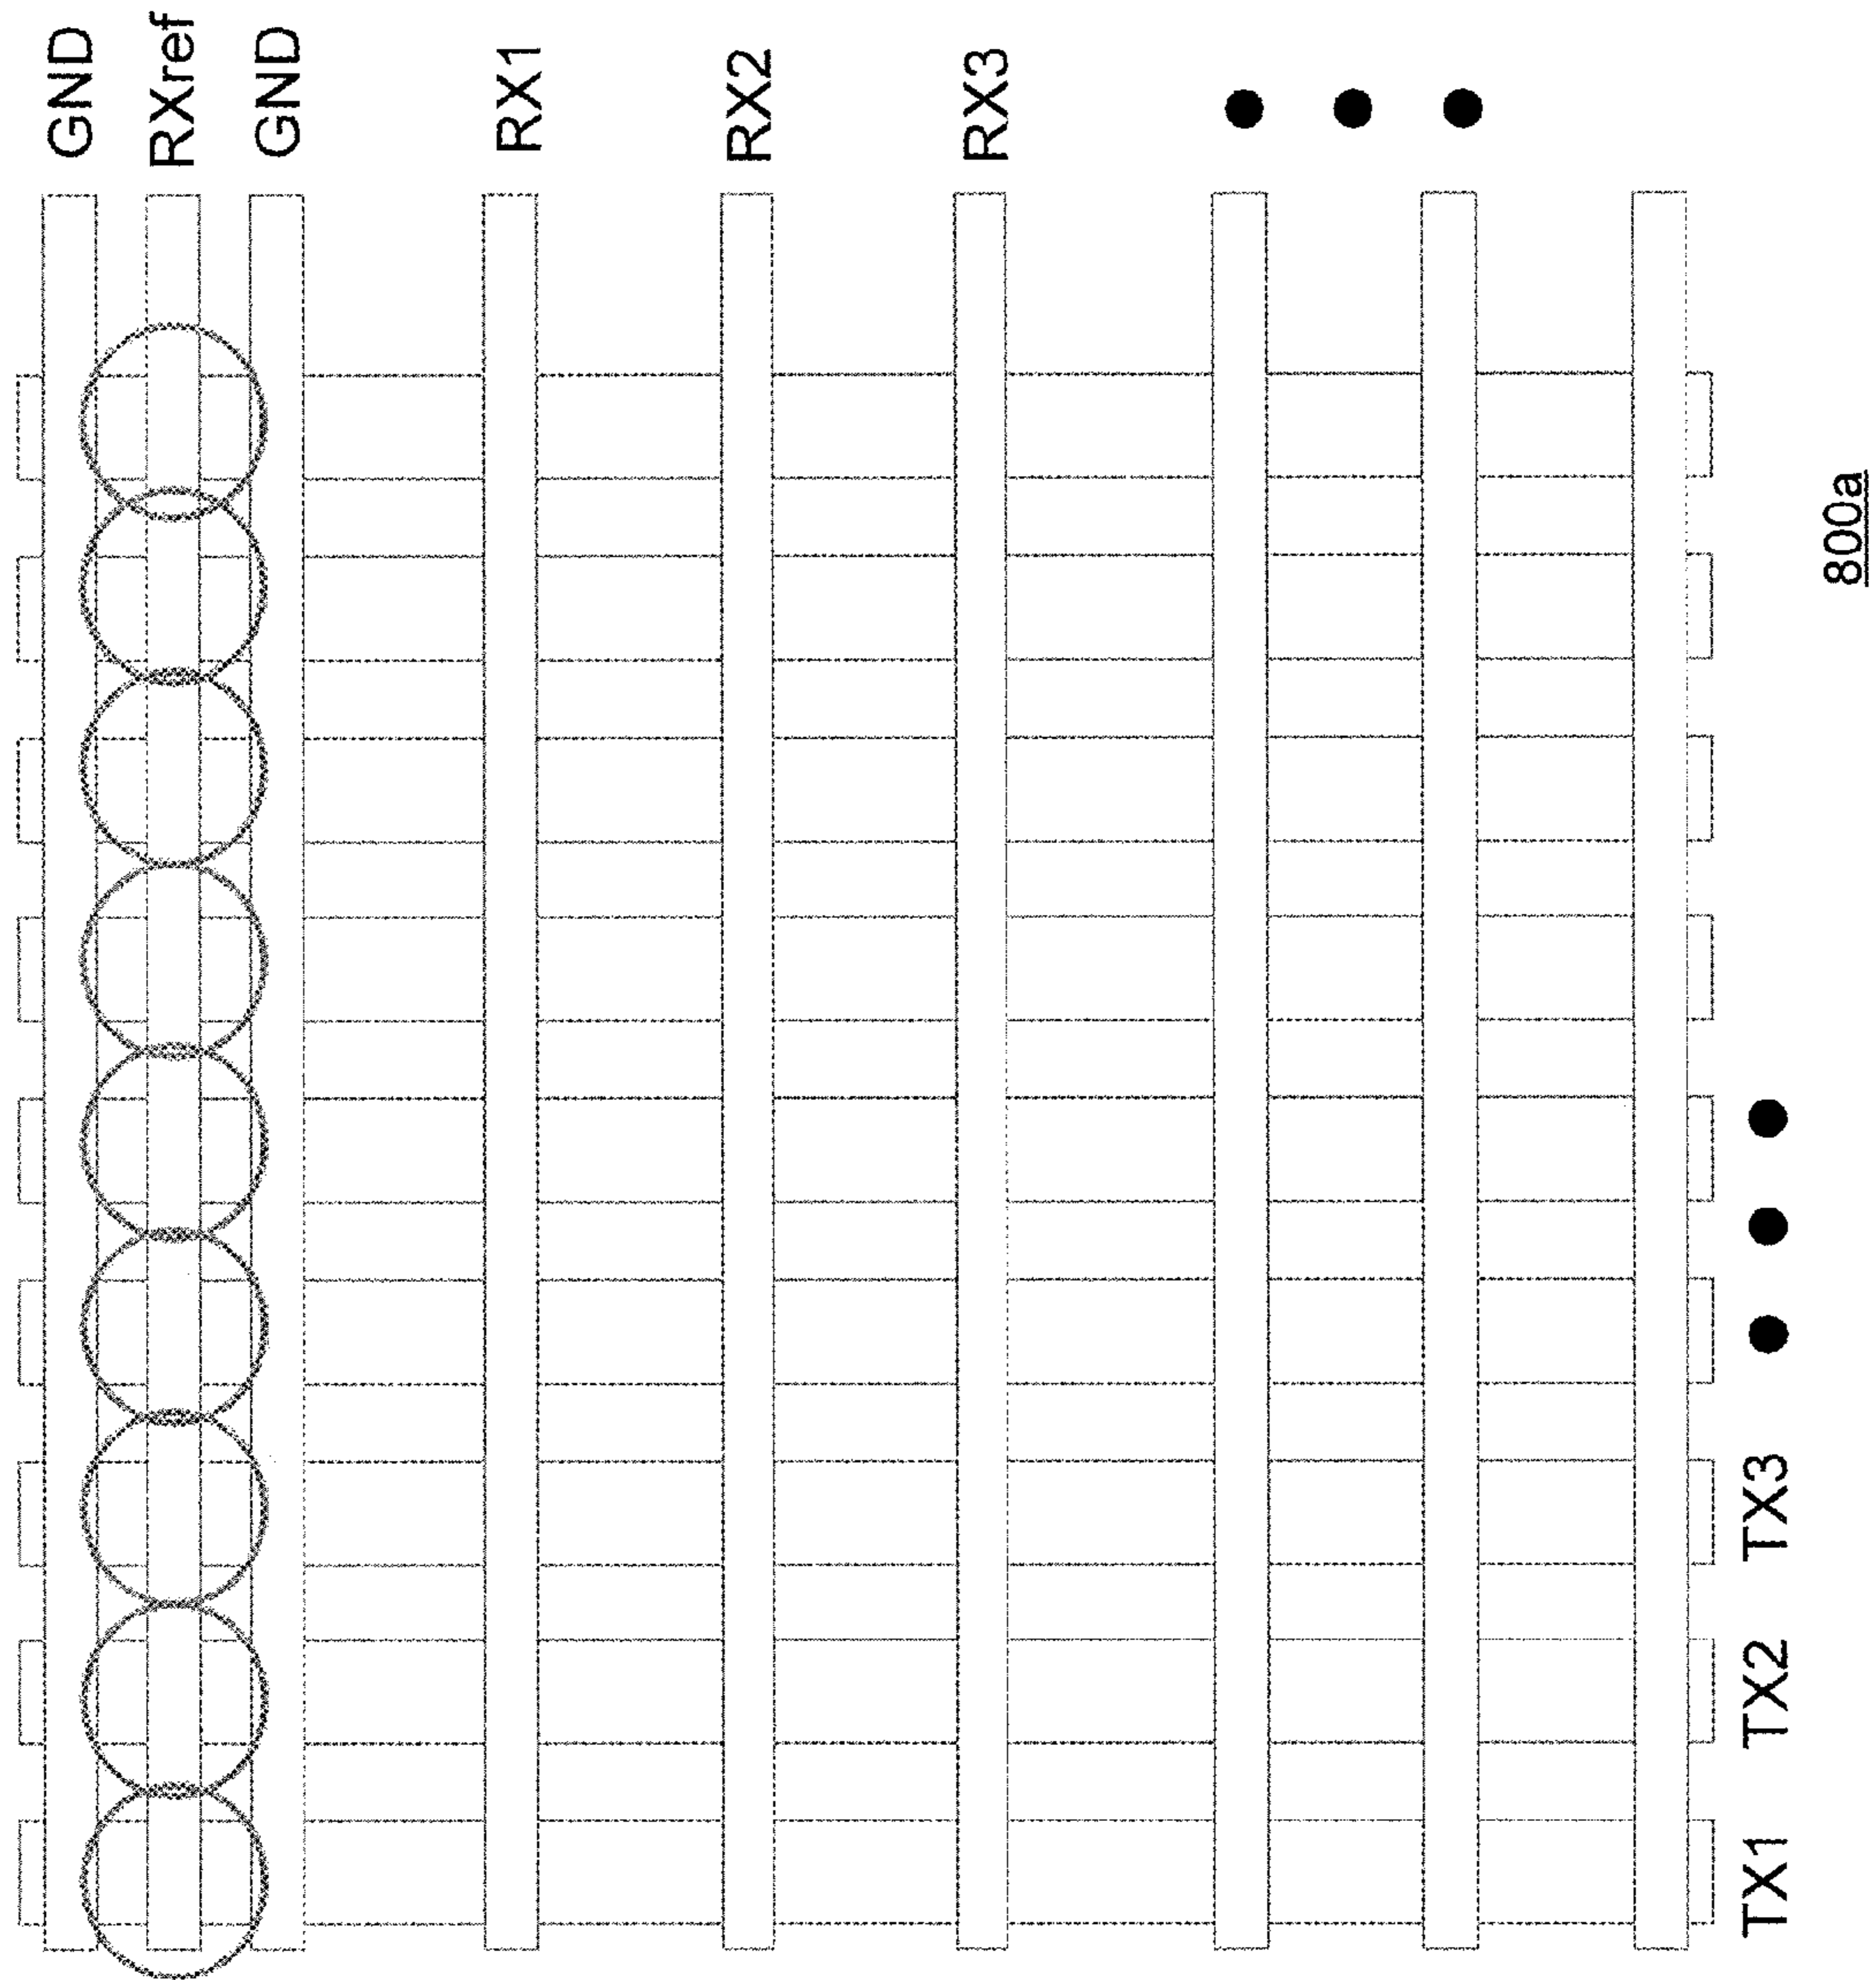 GND
RXref
GND
RX1
RX2
RX3
TX1
TX2
TX3
800a